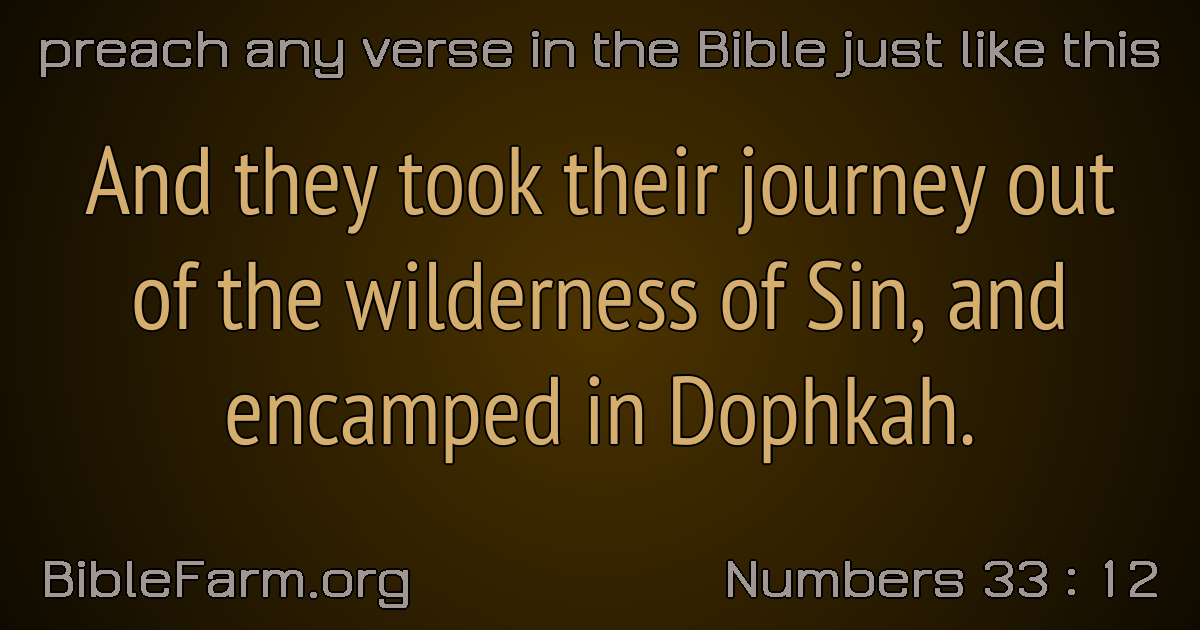 preach any verse in the Bible just like this
And they took their journey out
of the wilderness of Sin, and
encamped in Dophkah.
BibleFarm.org
Numbers 33 : 12